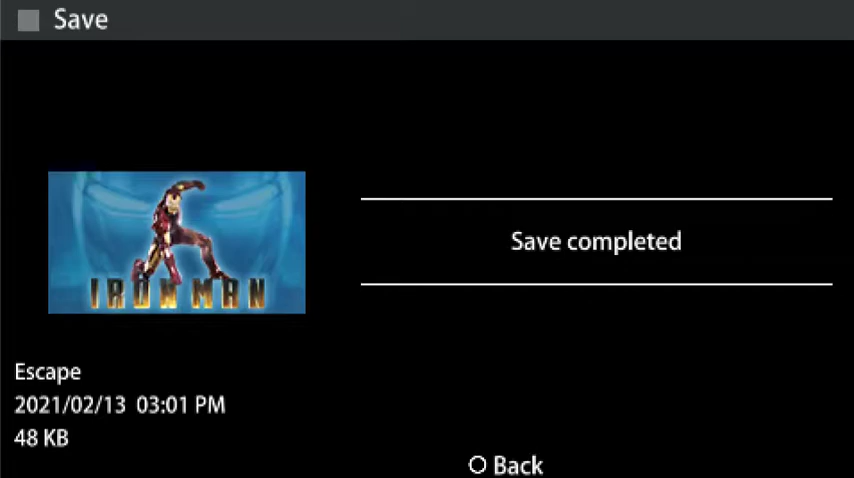 Save
IRON MAN
Save completed
Escape
2021/02/13 03:01 PM
48 KB
Back